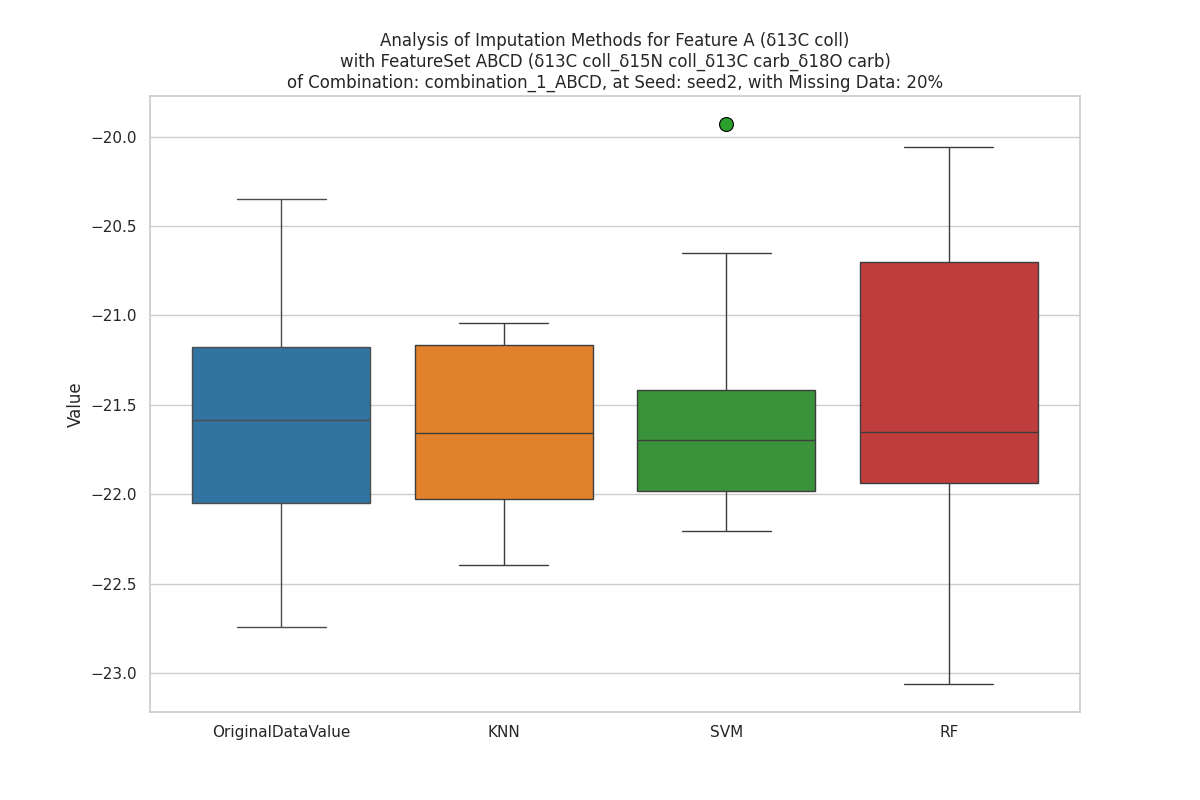 Analysis of Imputation Methods for Feature A (δ13C coll)
with FeatureSet ABCD (δ13C coll_δ15N coll_δ13C carb_δ18O carb)
of Combination: combination_1_ABCD, at Seed: seed2, with Missing Data: 20%
Value
−20.0
−20.5
−21.0
−21.5
−22.0
−22.5
−23.0
OriginalDataValue KNN SVM RF